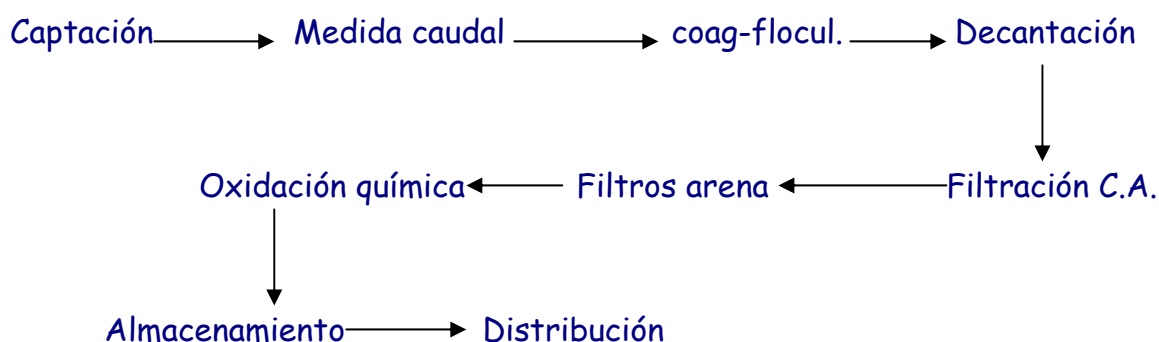 Captación Medida caudal coag-flocul. Decantación
Oxidación química Filtros arena Filtración C.A.
Almacenamiento Distribución